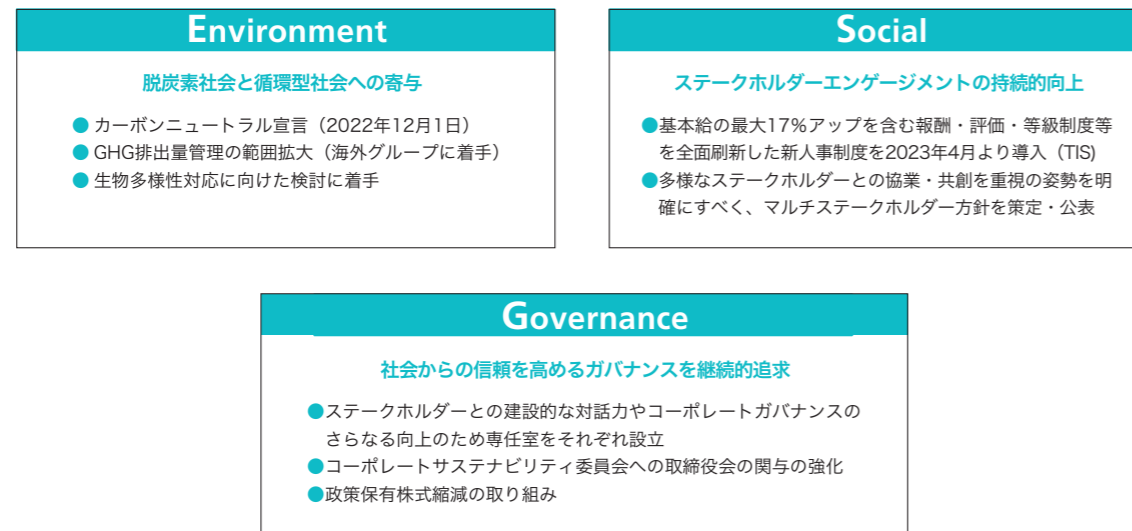 Environment
脱炭素社会と循環型社会への寄与
● カーボンニュートラル宣言（2022年12月1日）
● GHG排出量管理の範囲拡大（海外グループに着手）
● 生物多様性対応に向けた検討に着手
Social
ステークホルダーエンゲージメントの持続的向上
●基本給の最大17％アップを含む報酬・評価・等級制度等
を全面刷新した新人事制度を2023年4月より導入（TIS)
●多様なステークホルダーとの協業・共創を重視の姿勢を明
確にすべく、マルチステークホルダー方針を策定・公表
Governance
社会からの信頼を高めるガバナンスを継続的追求
●ステークホルダーとの建設的な対話力やコーポレートガバナンスの
さらなる向上のため専任室をそれぞれ設立
●コーポレートサステナビリティ委員会への取締役会の関与の強化
●政策保有株式縮減の取り組み